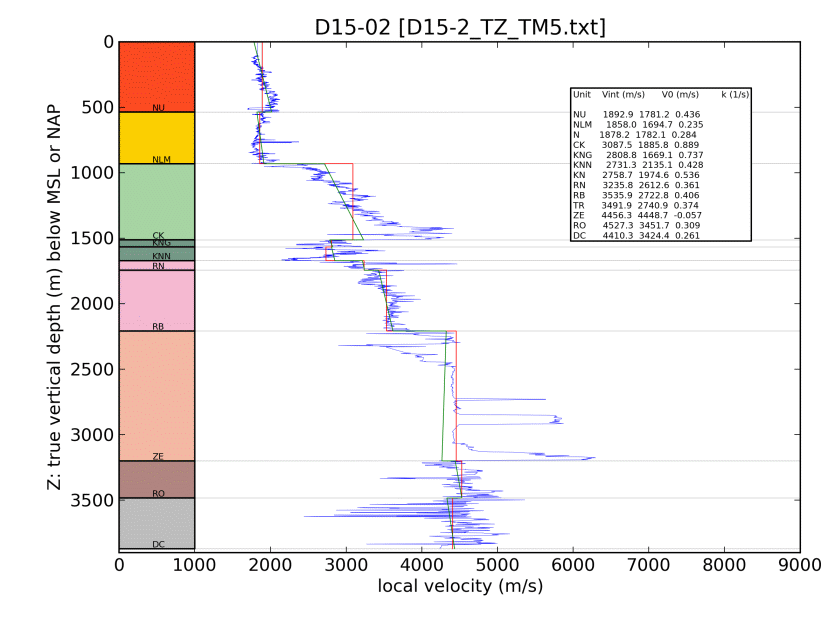 D15-02 [D15-2_TZ_TM5.txt]
Z: true vertical depth (m) below MSL or NAP
0
500
1000
1500
2000
2500
3000
3500
NU
NLM
CK
KNG
KNN
RN
RB
ZE
RO
DC
Unit Vint (m/s) V0 (m/s) k (1/s)
NU 1892.9 1781.2 0.436
NLM 1858.0 1694.7 0.235
N 1878.2 1782.1 0.284
CK 3087.5 1885.8 0.889
KNG 2808.8 1669.1 0.737
KNN 2731.3 2135.1 0.428
KN 2758.7 1974.6 0.536
RN 3235.8 2612.6 0.361
RB 3535.9 2722.8 0.406
TR 3491.9 2740.9 0.374
ZE 4456.3 4448.7 -0.057
RO 4527.3 3451.7 0.309
DC 4410.3 3424.4 0.261
0 1000 2000 3000 4000 5000 6000 7000 8000 9000
local velocity (m/s)